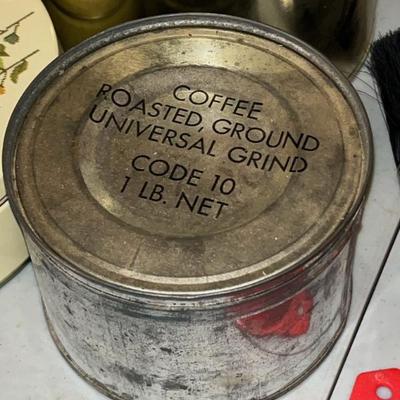 COFFEE
ROASTED, GROUND
UNIVERSAL GRIND
CODE 10
1 LB. NET